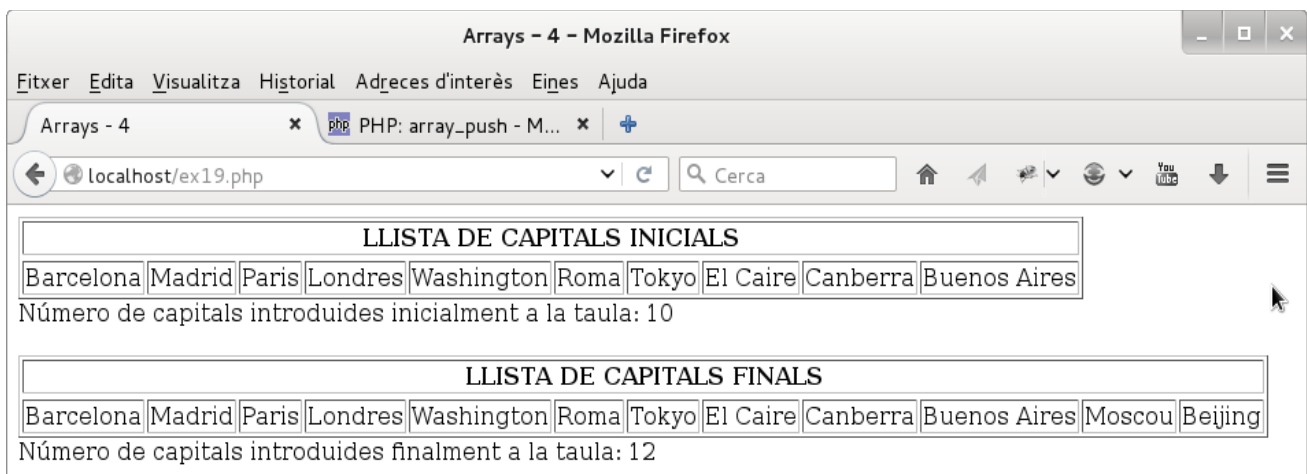 Arrays – 4 – Mozilla Firefox
Fitxer Edita Visualitza Historial Adreces d'interès Eines Ajuda
Arrays - 4 PHP: array_push - M...
localhost/ex19.php Cerca
LLISTA DE CAPITALS INICIALS
Barcelona Madrid Paris Londres Washington Roma Tokyo El Caire Canberra Buenos Aires
Número de capitals introduides inicialment a la taula: 10
LLISTA DE CAPITALS FINALS
Barcelona Madrid Paris Londres Washington Roma Tokyo El Caire Canberra Buenos Aires Moscou Beijing
Número de capitals introduides finalment a la taula: 12